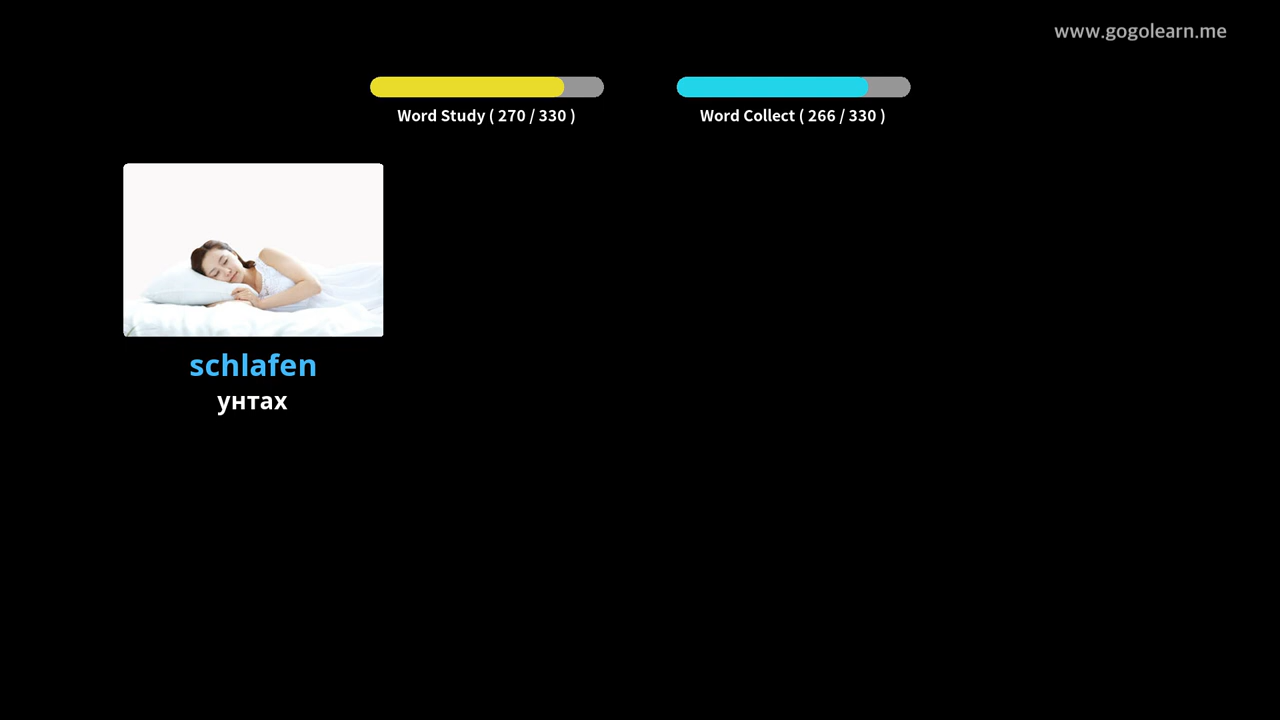 www.gogolearn.me
Word Study ( 270 / 330 )
Word Collect ( 266 / 330 )
schlafen
унтах